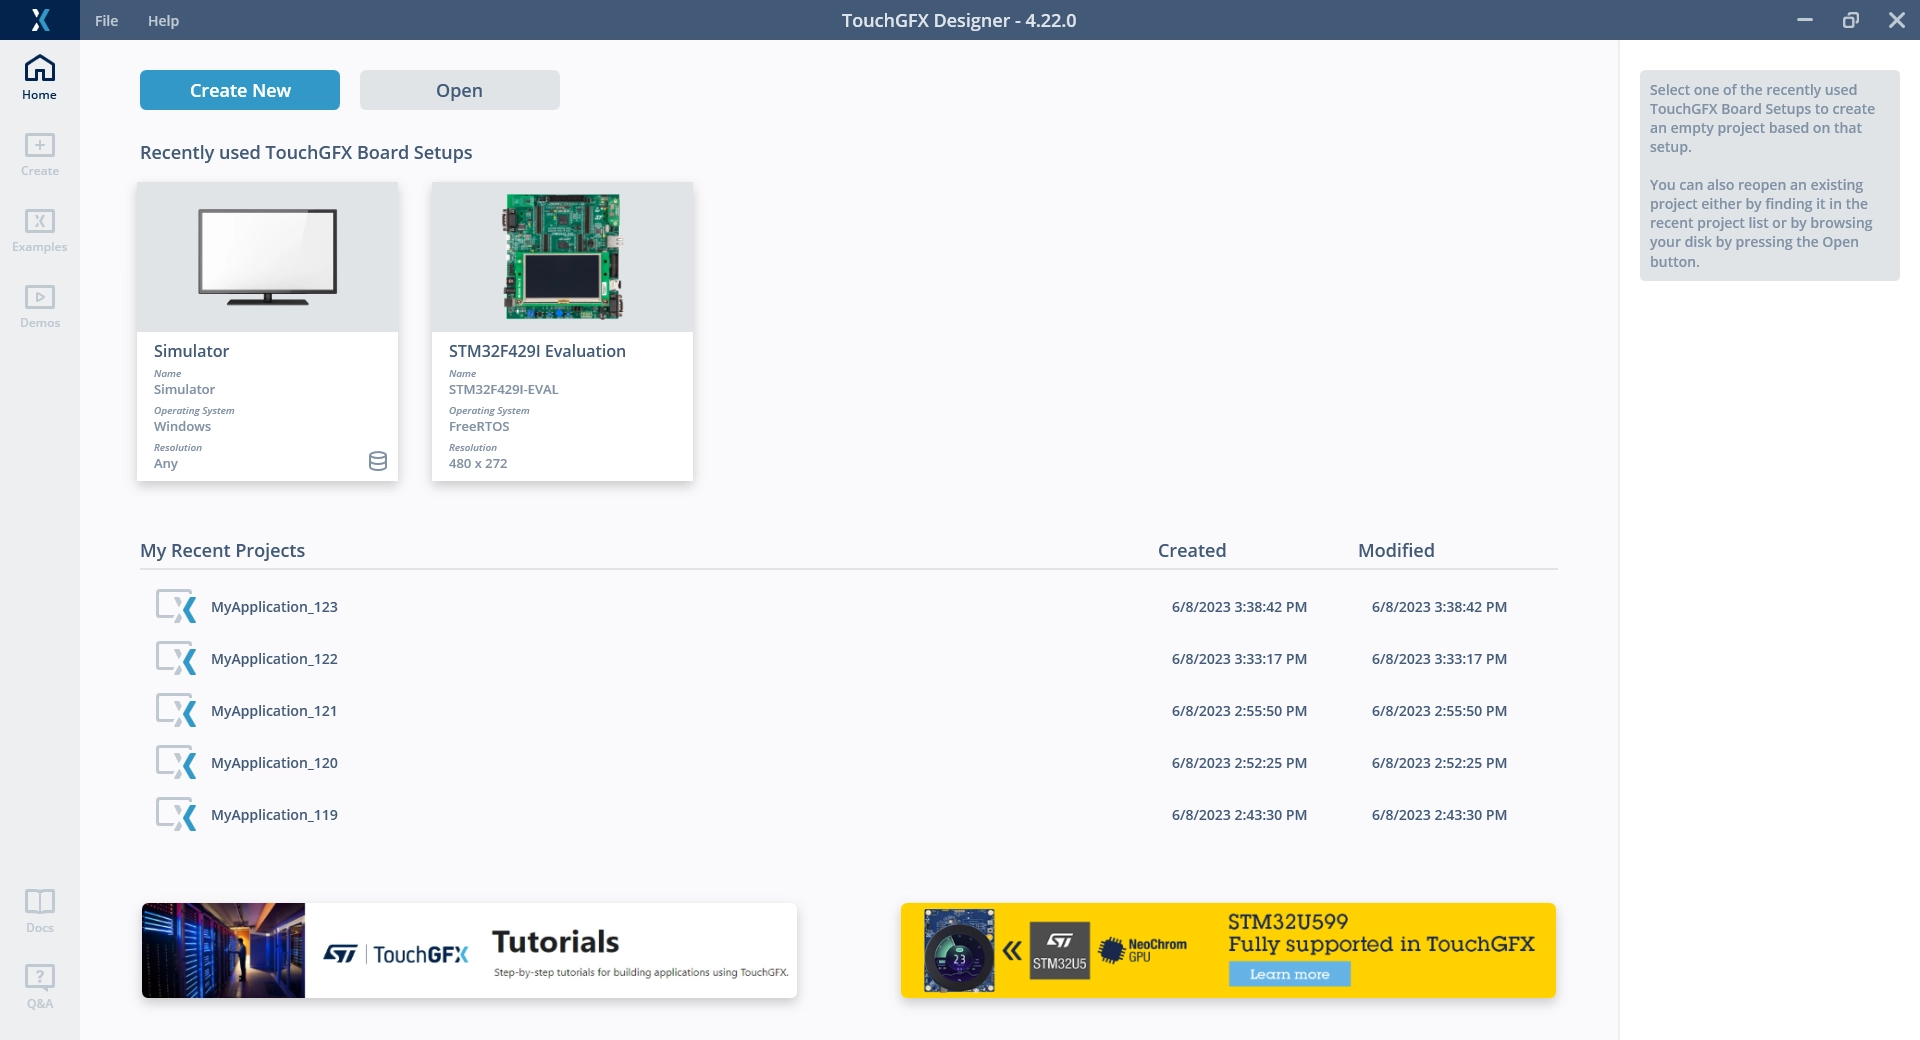 File
Help
TouchGFX Designer - 4.22.0
Home
Create
Examples
Demos
Docs
Q&A
Create New
Open
Recently used TouchGFX Board Setups
Simulator
Name
Simulator
Operating System
Windows
Resolution
Any
STM32F429I Evaluation
Name
STM32F429I-EVAL
Operating System
FreeRTOS
Resolution
480 x 272
My Recent Projects Created Modified
MyApplication_123 6/8/2023 3:38:42 PM 6/8/2023 3:38:42 PM
MyApplication_122 6/8/2023 3:33:17 PM 6/8/2023 3:33:17 PM
MyApplication_121 6/8/2023 2:55:50 PM 6/8/2023 2:55:50 PM
MyApplication_120 6/8/2023 2:52:25 PM 6/8/2023 2:52:25 PM
MyApplication_119 6/8/2023 2:43:30 PM 6/8/2023 2:43:30 PM
ST TouchGFX
Tutorials
Step-by-step tutorials for building applications using TouchGFX.
23
ST
STM32U5
NeoChrom
GPU
STM32U599
Fully supported in TouchGFX
Learn more
Select one of the recently used
TouchGFX Board Setups to create
an empty project based on that
setup.
You can also reopen an existing
project either by finding it in the
recent project list or by browsing
your disk by pressing the Open
button.